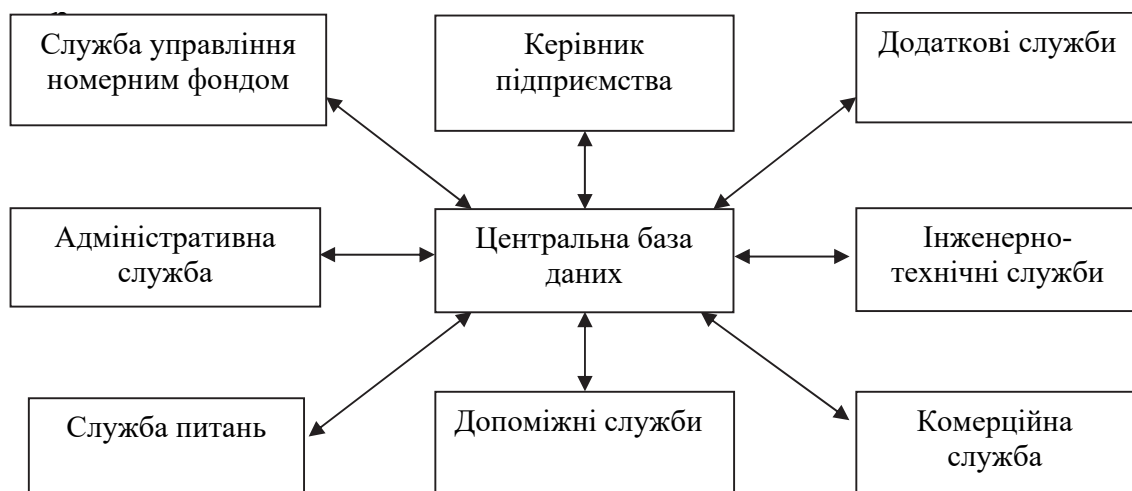 Служба управління
номерним фондом
Керівник
підприємства
Додаткові служби
Адміністративна
служба
Центральна база
даних
Інженерно-
технічні служби
Служба питань
Допоміжні служби
Комерційна
служба